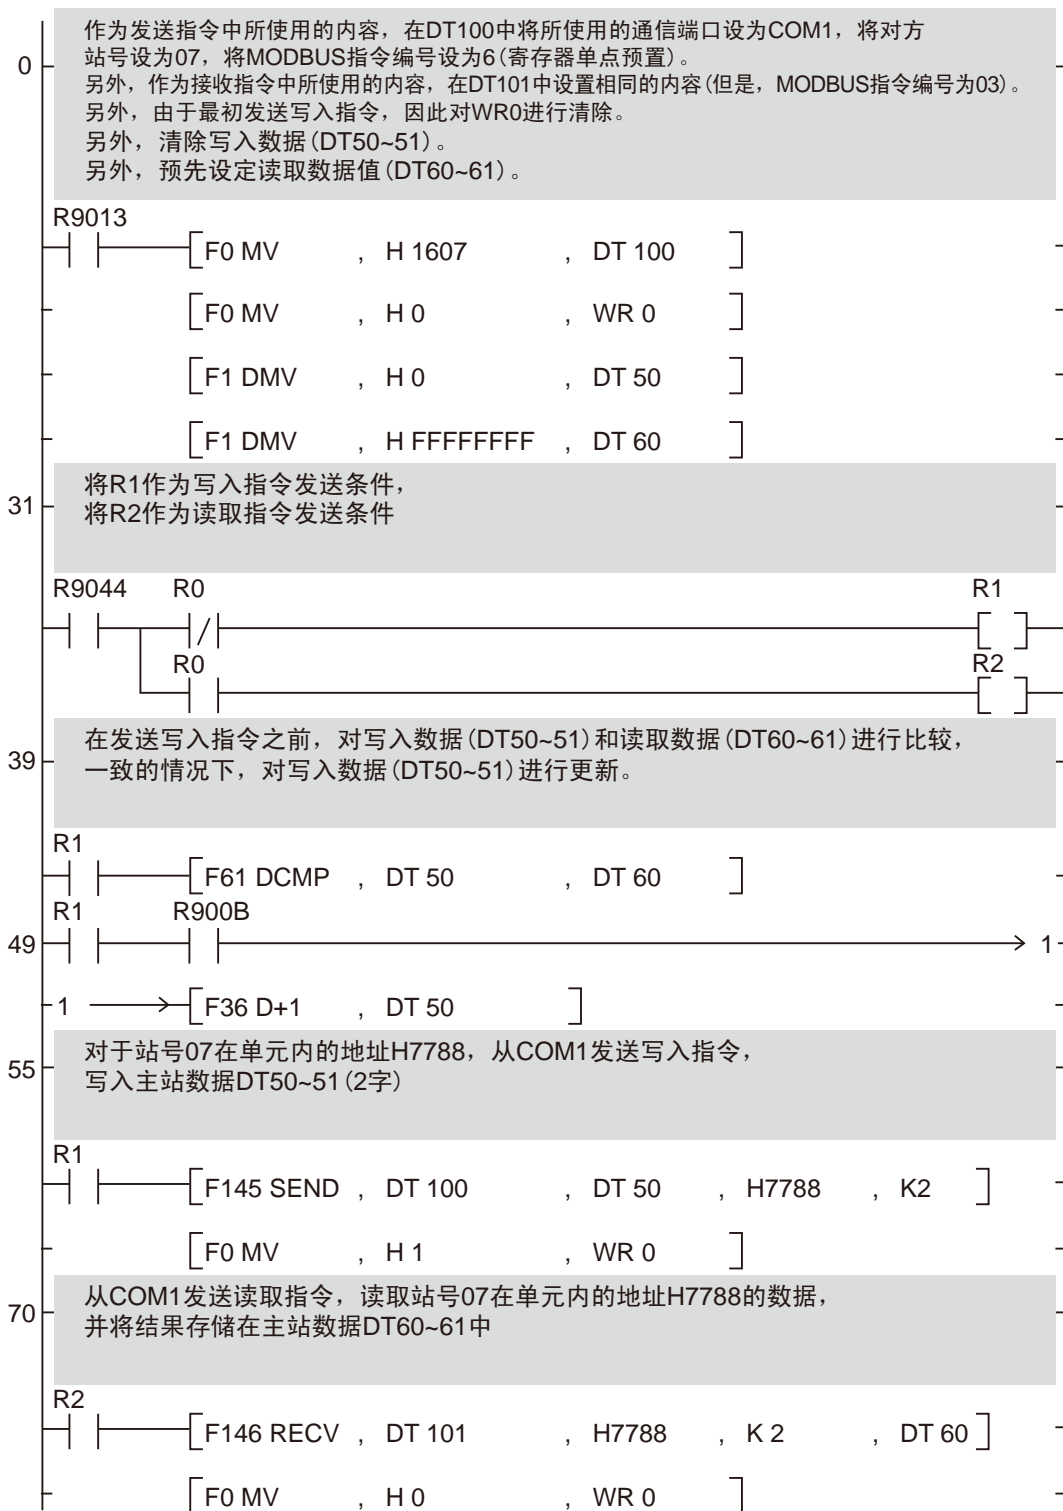 作为发送指令中所使用的内容，在DT100中将所使用的通信端口设为COM1，将对方
站号设为07，将MODBUS指令编号设为6(寄存器单点预置)。
0
另外，作为接收指令中所使用的内容，在DT101中设置相同的内容(但是，MODBUS指令编号为03)。
另外，由于最初发送写入指令，因此对WR0进行清除。
另外，清除写入数据(DT50~51)。
另外，预先设定读取数据值(DT60~61)。
R9013
F0 MV , H 1607 , DT 100
F0 MV , H 0 , WR 0
F1 DMV , H 0 , DT 50
F1 DMV , H FFFFFFFF , DT 60
将R1作为写入指令发送条件，
31
将R2作为读取指令发送条件
R9044 R0 R1
R0 R2
在发送写入指令之前，对写入数据(DT50~51)和读取数据(DT60~61)进行比较，
39
一致的情况下，对写入数据(DT50~51)进行更新。
R1
F61 DCMP , DT 50 , DT 60
R1 R900B
49 1
1 F36 D+1 , DT 50
对于站号07在单元内的地址H7788，从COM1发送写入指令，
55
写入主站数据DT50~51(2字)
R1
F145 SEND , DT 100 , DT 50 , H7788 , K2
F0 MV , H 1 , WR 0
从COM1发送读取指令，读取站号07在单元内的地址H7788的数据，
70
并将结果存储在主站数据DT60~61中
R2
F146 RECV , DT 101 , H7788 , K 2 , DT 60
F0 MV , H 0 , WR 0